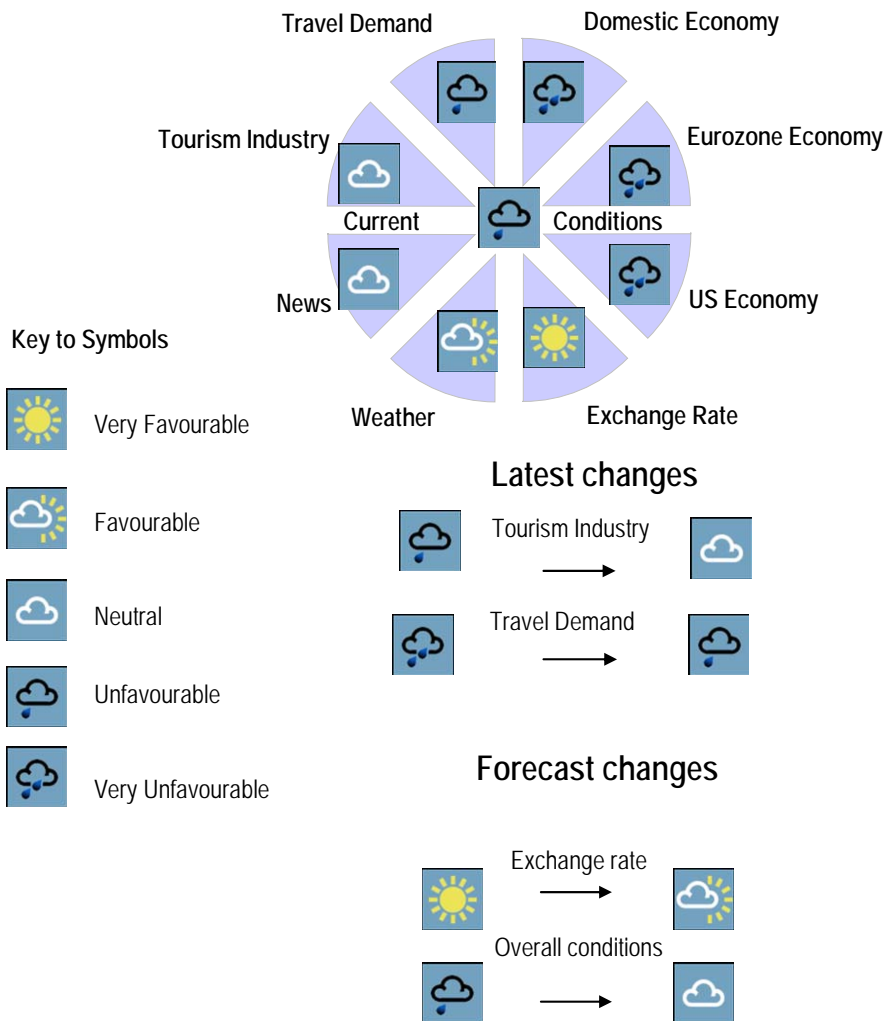 Travel Demand
Domestic Economy
Tourism Industry
Eurozone Economy
Current
Conditions
News
US Economy
Key to Symbols
Weather
Exchange Rate
Very Favourable
Favourable
Neutral
Unfavourable
Very Unfavourable
Latest changes
Tourism Industry
Travel Demand
Forecast changes
Exchange rate
Overall conditions